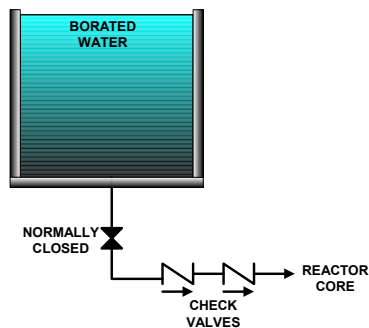 BORATED
WATER
NORMALLY
CLOSED
REACTOR
CORE
CHECK
VALVES